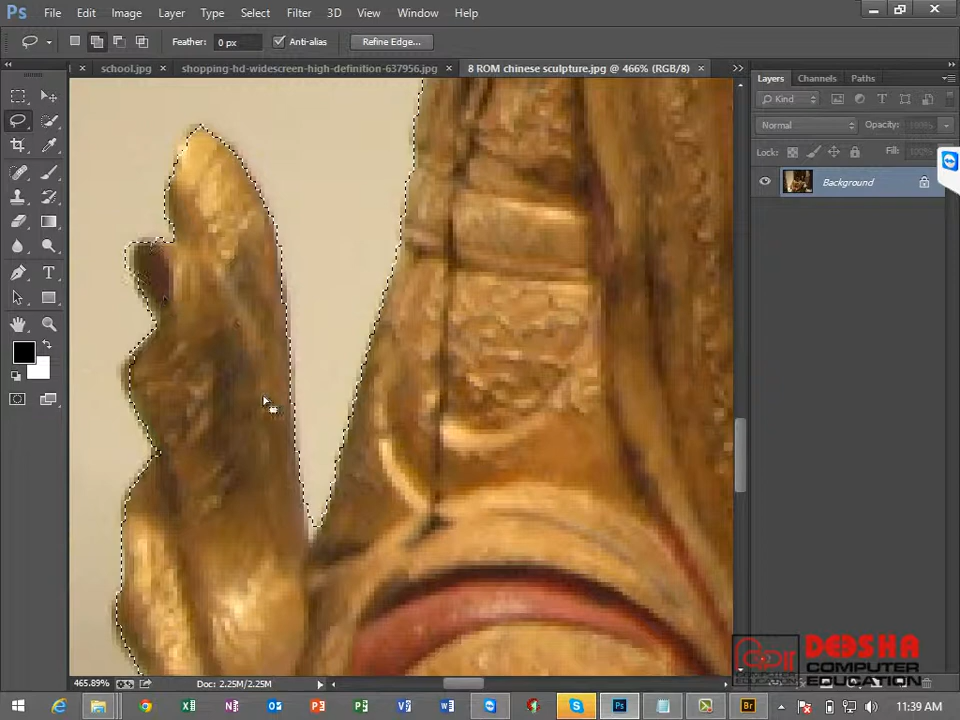 Ps File Edit Image Layer Type Select Filter 3D View Window Help
Feather: 0 px Anti-alias Refine Edge...
school.jpg × shopping-hd-widescreen-high-definition-637956.jpg × 8 ROM chinese sculpture.jpg @ 466% (RGB/8) ×
Layers Channels Paths
Kind
Normal Opacity: 100%
Lock: Fill: 100%
Background
465.89% Doc: 2.25M/2.25M
DEESHA
COMPUTER
EDUCATION
11:39 AM